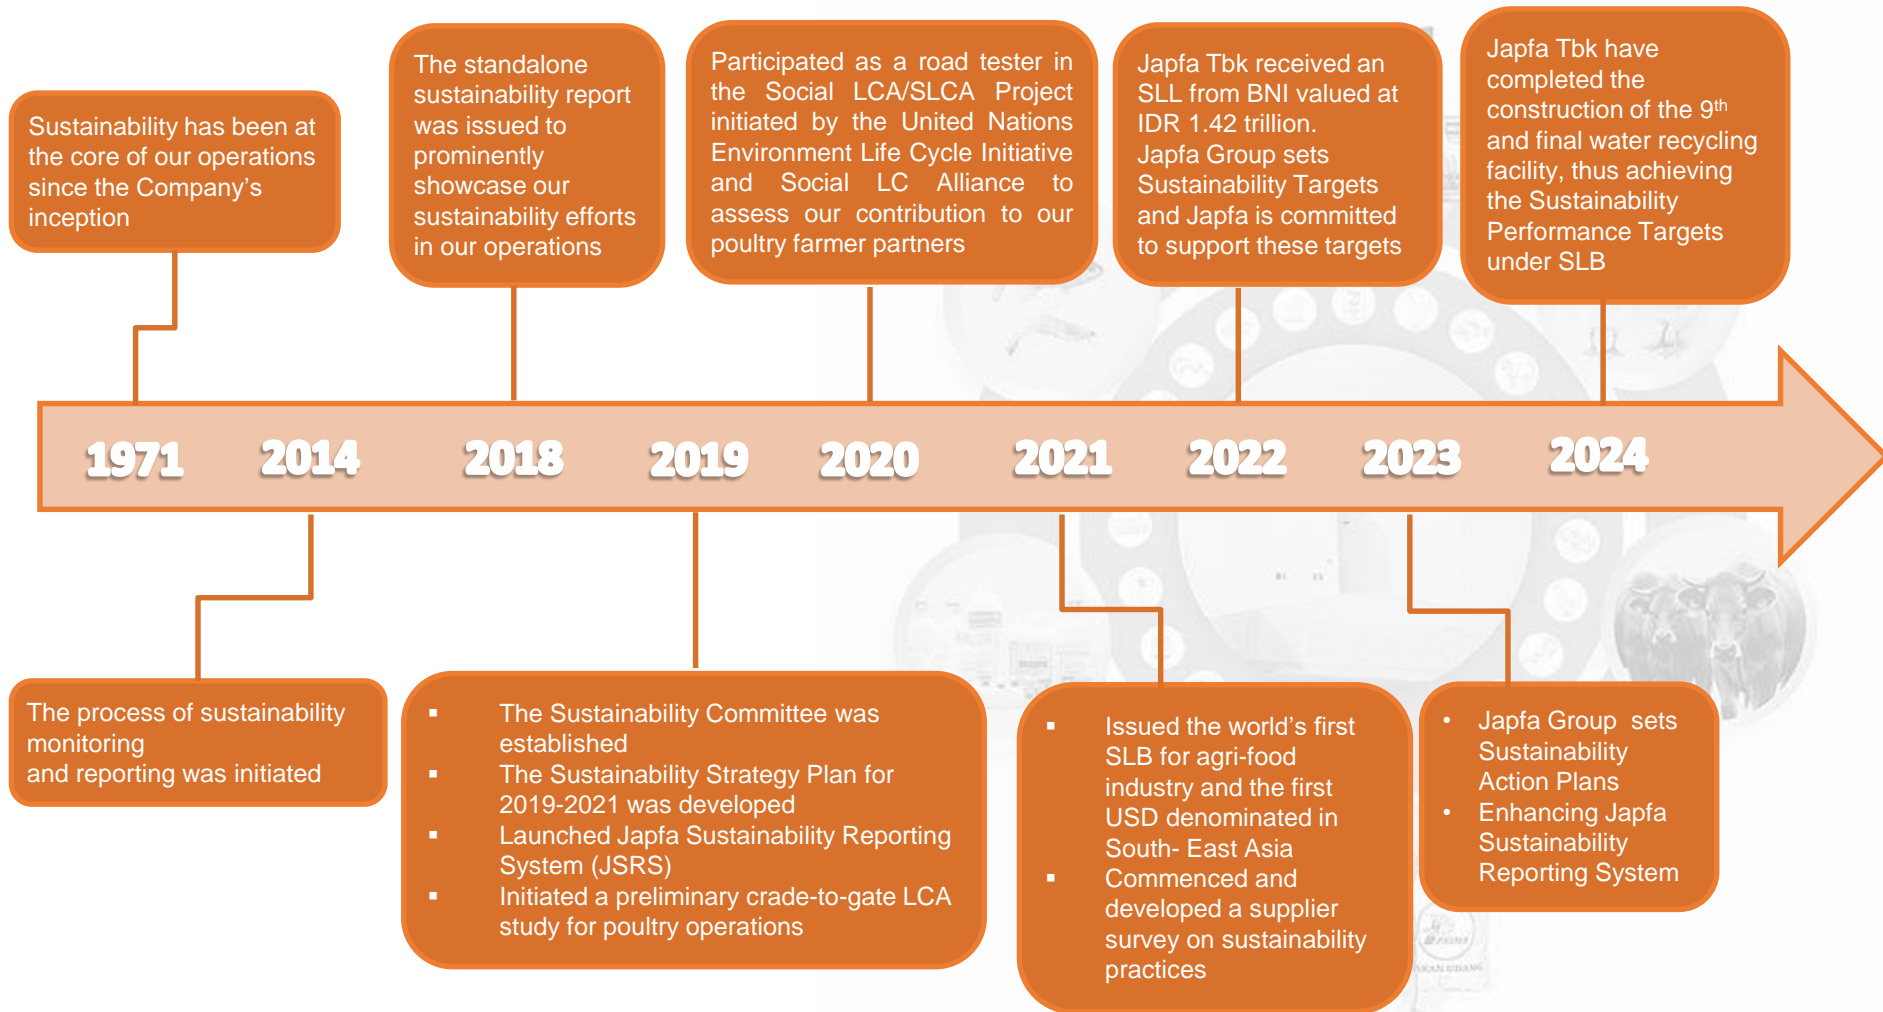 Sustainability has been at
the core of our operations
since the Company's
inception
The standalone
sustainability report
was issued to
prominently
showcase our
sustainability efforts
in our operations
Participated as a road tester in
the Social LCA/SLCA Project
initiated by the United Nations
Environment Life Cycle Initiative
and Social LC Alliance to
assess our contribution to our
poultry farmer partners
Japfa Tbk received an
SLL from BNI valued at
IDR 1.42 trillion.
Japfa Group sets
Sustainability Targets
and Japfa is committed
to support these targets
Japfa Tbk have
completed the
construction of the 9th
and final water recycling
facility, thus achieving
the Sustainability
Performance Targets
under SLB
1971 2014 2018 2019 2020 2021 2022 2023 2024
The process of sustainability
monitoring
and reporting was initiated
▪ The Sustainability Committee was
established
▪ The Sustainability Strategy Plan for
2019-2021 was developed
▪ Launched Japfa Sustainability Reporting
System (JSRS)
▪ Initiated a preliminary crade-to-gate LCA
study for poultry operations
▪ Issued the world's first
SLB for agri-food
industry and the first
USD denominated in
South- East Asia
▪ Commenced and
developed a supplier
survey on sustainability
practices
• Japfa Group sets
Sustainability
Action Plans
• Enhancing Japfa
Sustainability
Reporting System